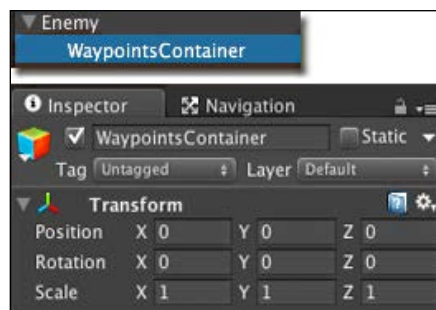 Enemy
WaypointsContainer
Inspector Navigation
WaypointsContainer Static
Tag Untagged Layer Default
Transform
Position X 0 Y 0 Z 0
Rotation X 0 Y 0 Z 0
Scale X 1 Y 1 Z 1